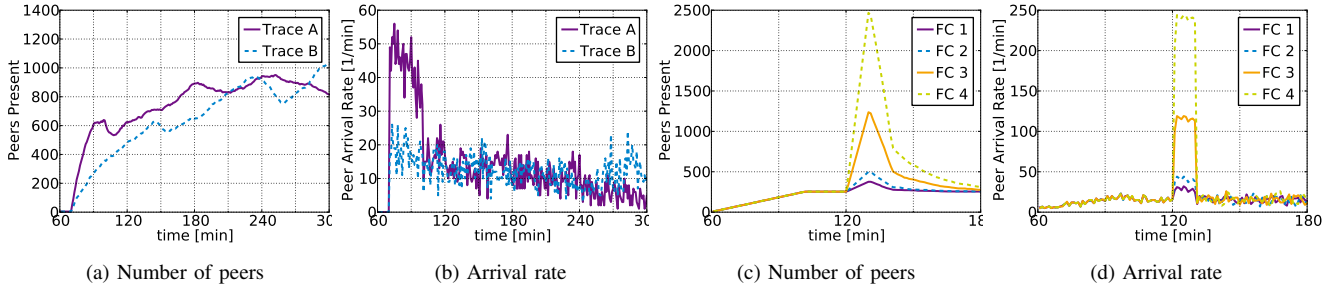 Peers Present
1400
1200
1000
800
600
400
200
0
60 120 180 240 30
time [min]
Trace A
Trace B
(a) Number of peers
Peer Arrival Rate [1/min]
60
50
40
30
20
10
0
60 120 180 240 30
time [min]
Trace A
Trace B
(b) Arrival rate
Peers Present
2500
2000
1500
1000
500
0
60 120 18
time [min]
FC 1
FC 2
FC 3
FC 4
(c) Number of peers
Peer Arrival Rate [1/min]
250
200
150
100
50
0
60 120 180
time [min]
FC 1
FC 2
FC 3
FC 4
(d) Arrival rate